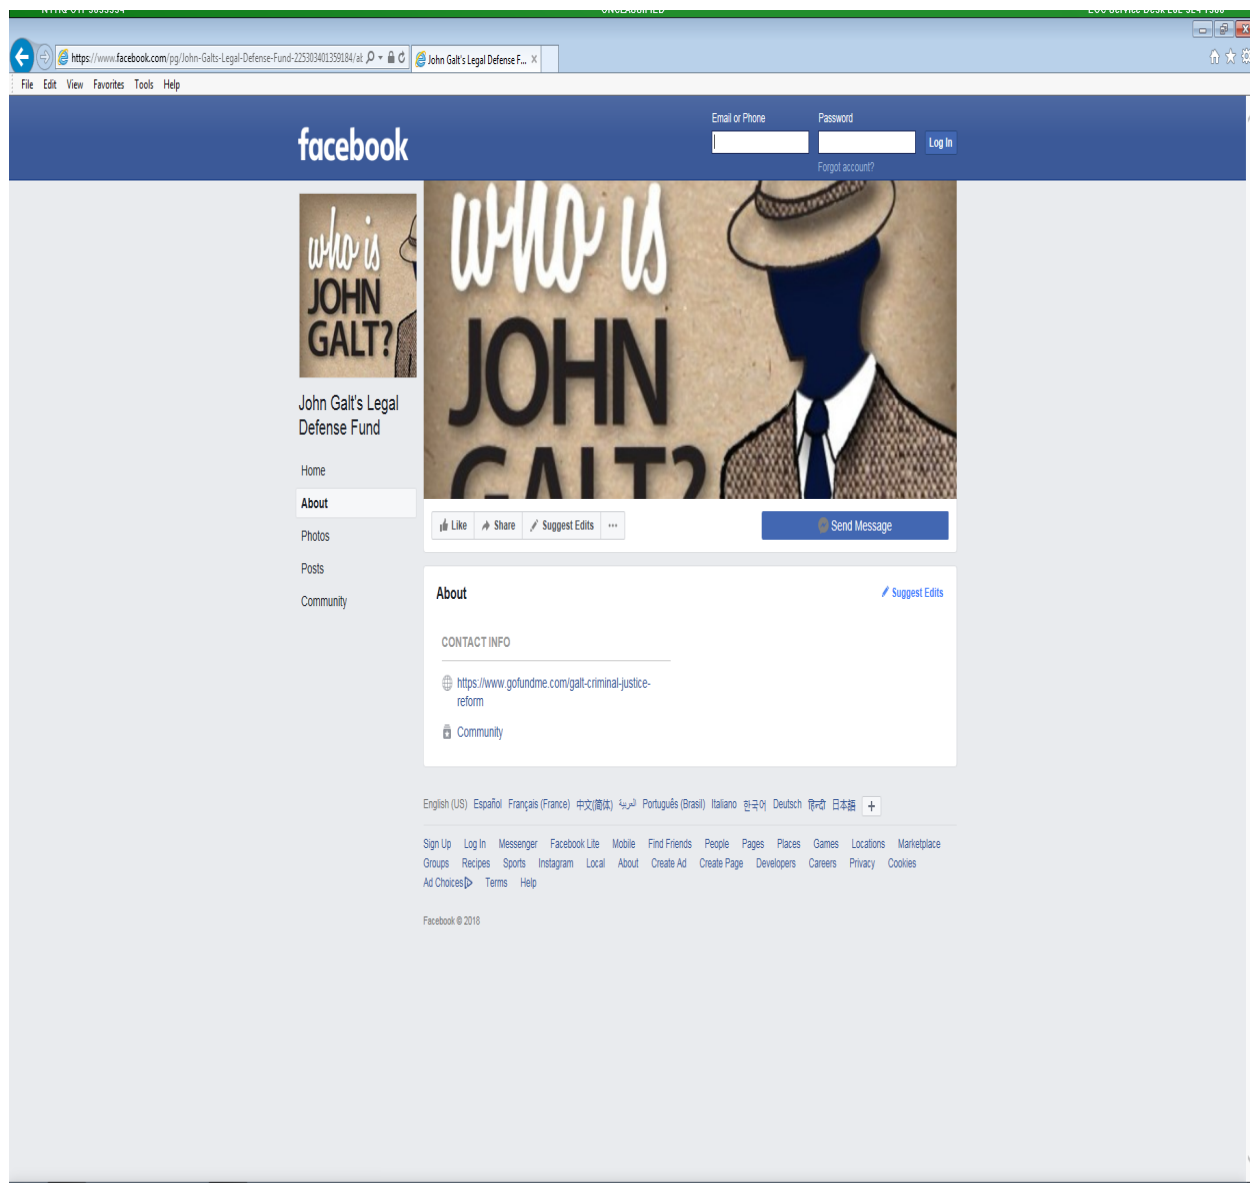 UNCLASSIFIED
https://www.facebook.com/pg/John-Galts-Legal-Defense-Fund-225303401359184/at
John Galt's Legal Defense F...
File Edit View Favorites Tools Help
facebook
Email or Phone Password
Log In
Forgot account?
who is
JOHN
GALT?
who is
JOHN
GALT?
John Galt's Legal
Defense Fund
Home
About
Photos
Posts
Community
Like Share Suggest Edits ...
Send Message
About
Suggest Edits
CONTACT INFO
https://www.gofundme.com/galt-criminal-justice-
reform
Community
English (US) Español Français (France) 中文(简体) العربية Português (Brasil) Italiano 한국어 Deutsch हिन्दी 日本語 +
Sign Up Log In Messenger Facebook Lite Mobile Find Friends People Pages Places Games Locations Marketplace
Groups Recipes Sports Instagram Local About Create Ad Create Page Developers Careers Privacy Cookies
Ad Choices Terms Help
Facebook © 2018